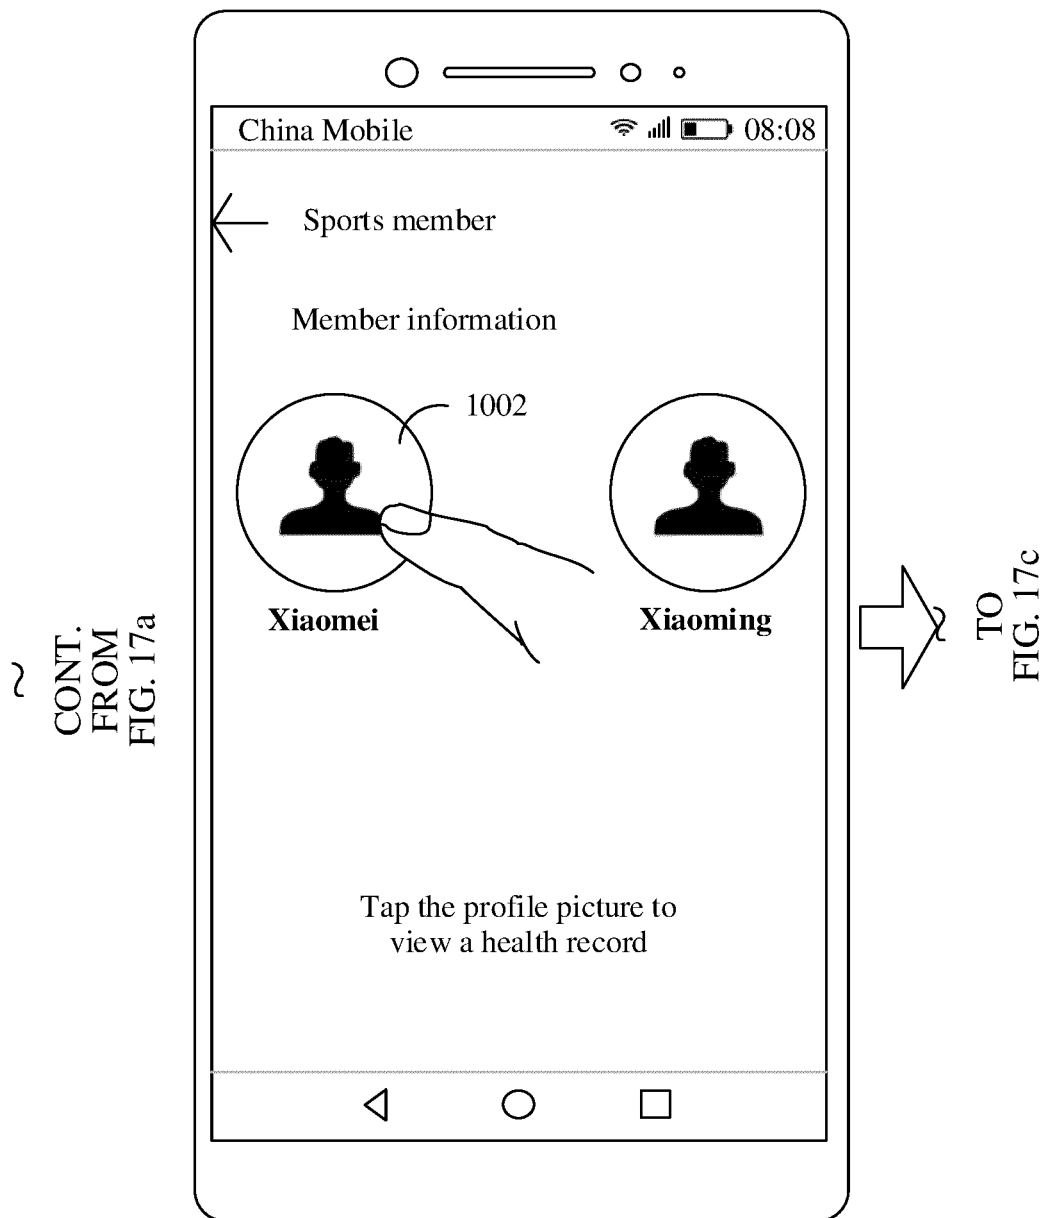 China Mobile 08:08
Sports member
Member information
1002
Xiaomei Xiaoming
CONT.
FROM
FIG. 17a
TO
FIG. 17c
Tap the profile picture to
view a health record